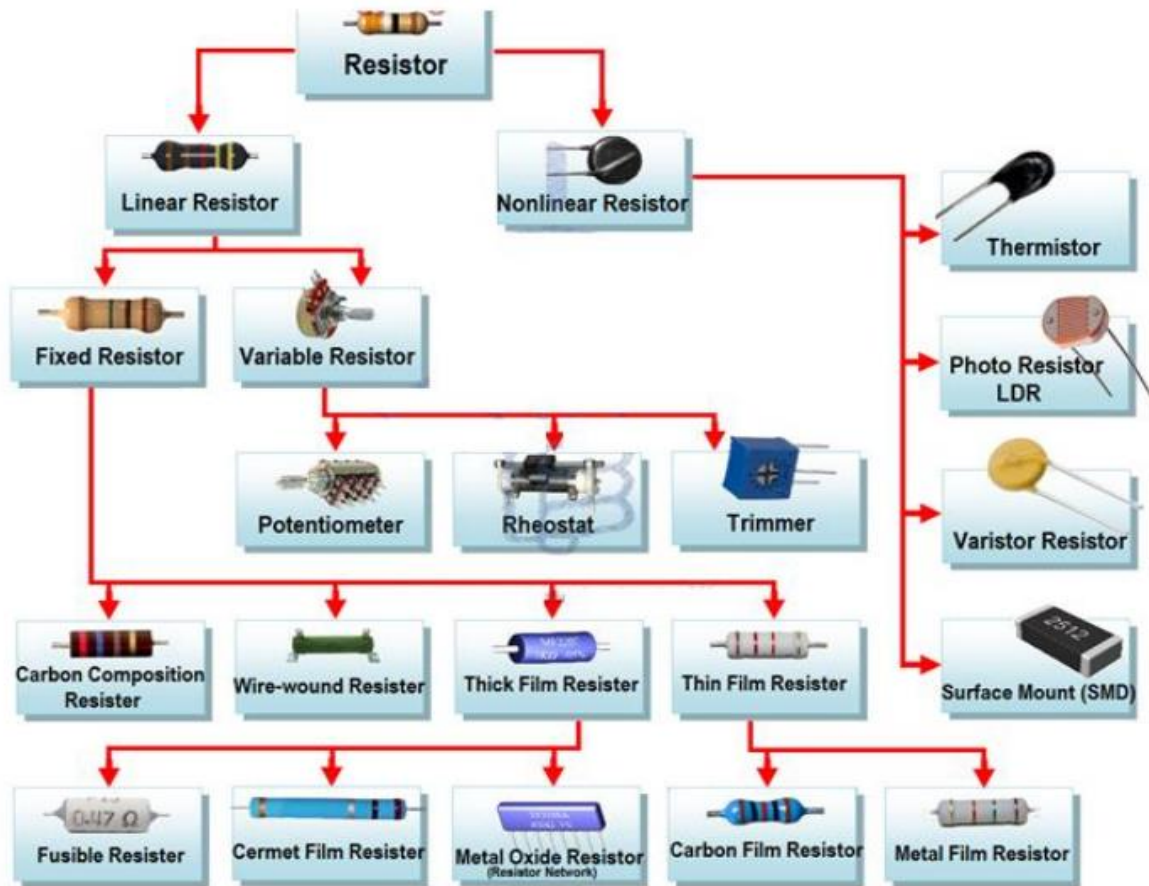 Resistor
Linear Resistor
Nonlinear Resistor
Thermistor
Fixed Resistor
Variable Resistor
Photo Resistor
LDR
Potentiometer
Rheostat
Trimmer
Varistor Resistor
2512
Carbon Composition
Resister
Wire-wound Resister
Thick Film Resister
Thin Film Resister
Surface Mount (SMD)
0.47 Ω
Fusible Resister
Cermet Film Resister
Metal Oxide Resistor
(Resistor Network)
Carbon Film Resistor
Metal Film Resistor